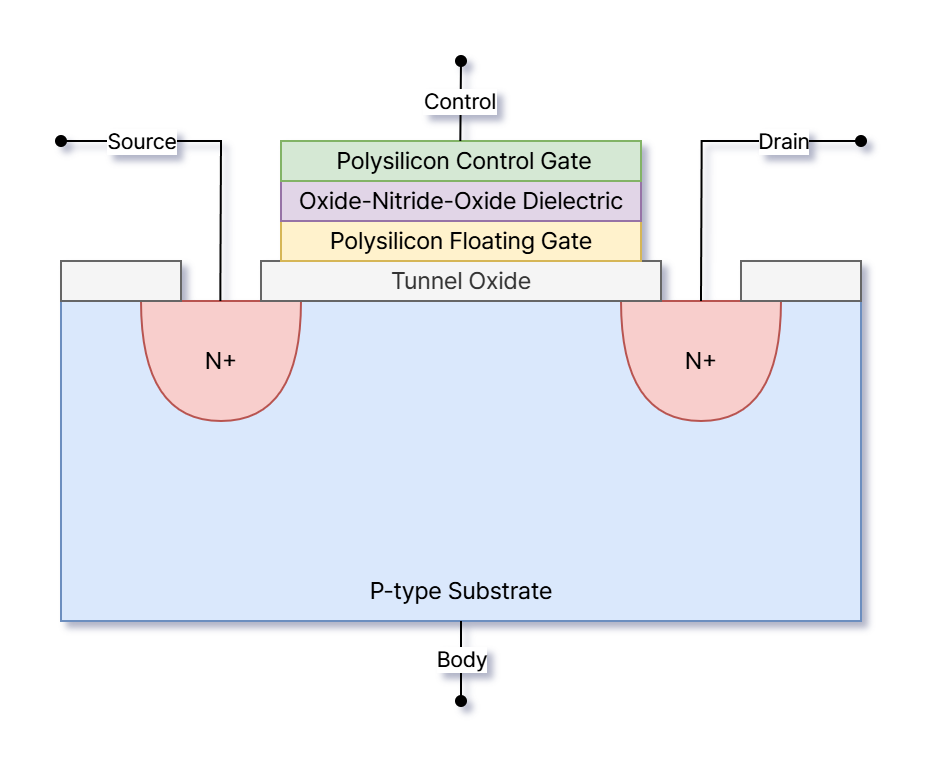 Control
Source
Drain
Polysilicon Control Gate
Oxide-Nitride-Oxide Dielectric
Polysilicon Floating Gate
Tunnel Oxide
N+
N+
P-type Substrate
Body